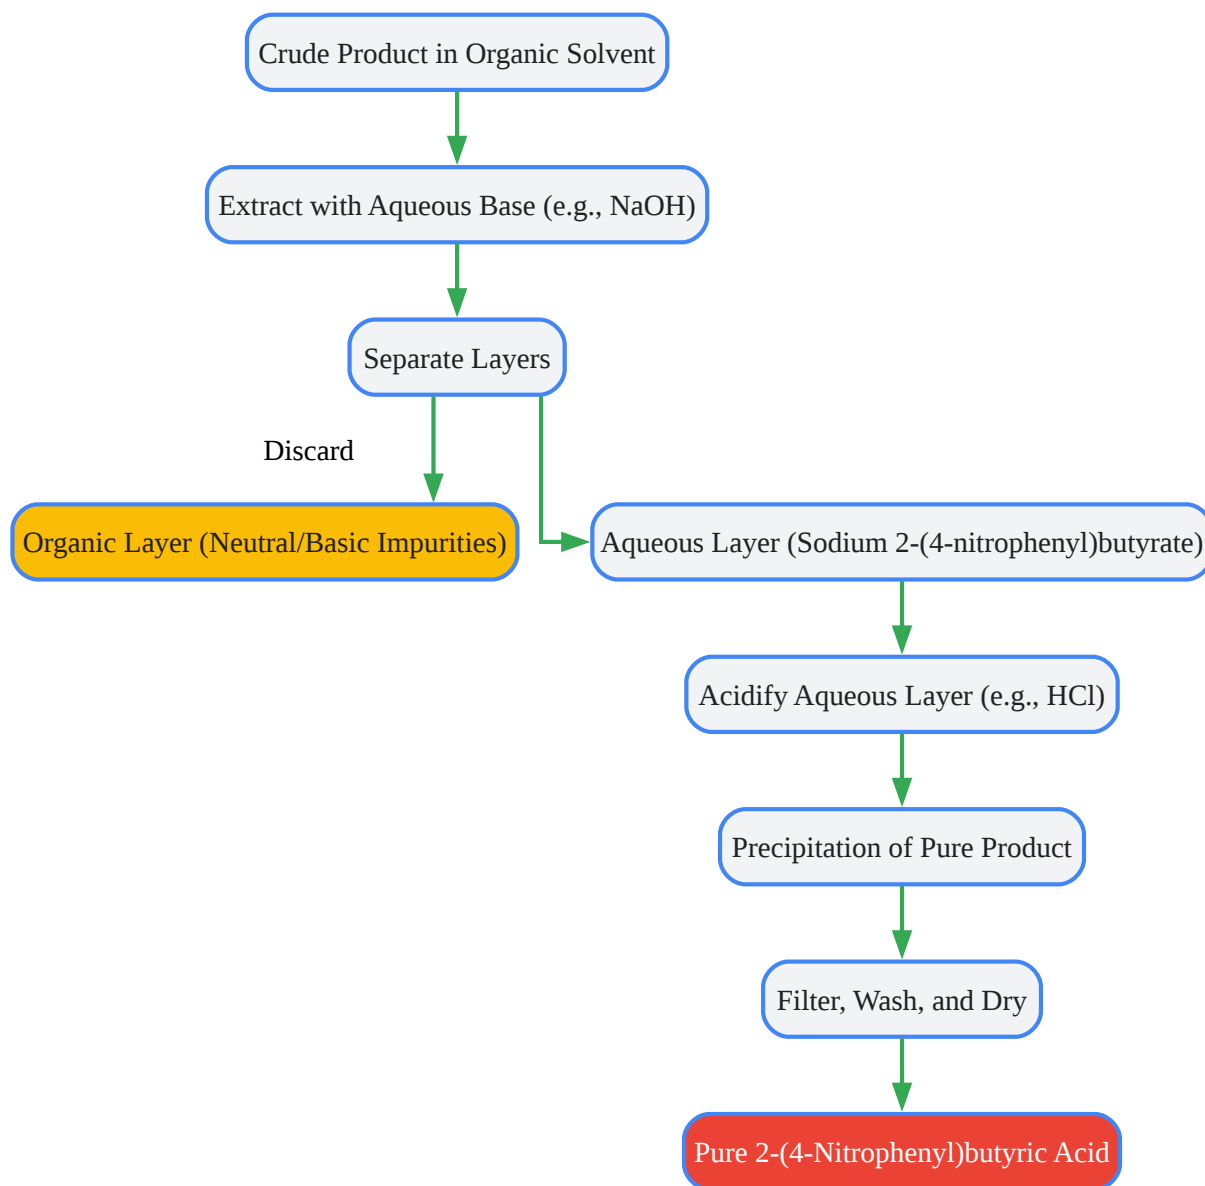 Crude Product in Organic Solvent
Extract with Aqueous Base (e.g., NaOH)
Separate Layers
Discard
Organic Layer (Neutral/Basic Impurities)
Aqueous Layer (Sodium 2-(4-nitrophenyl)butyrate)
Acidify Aqueous Layer (e.g., HCl)
Precipitation of Pure Product
Filter, Wash, and Dry
Pure 2-(4-Nitrophenyl)butyric Acid